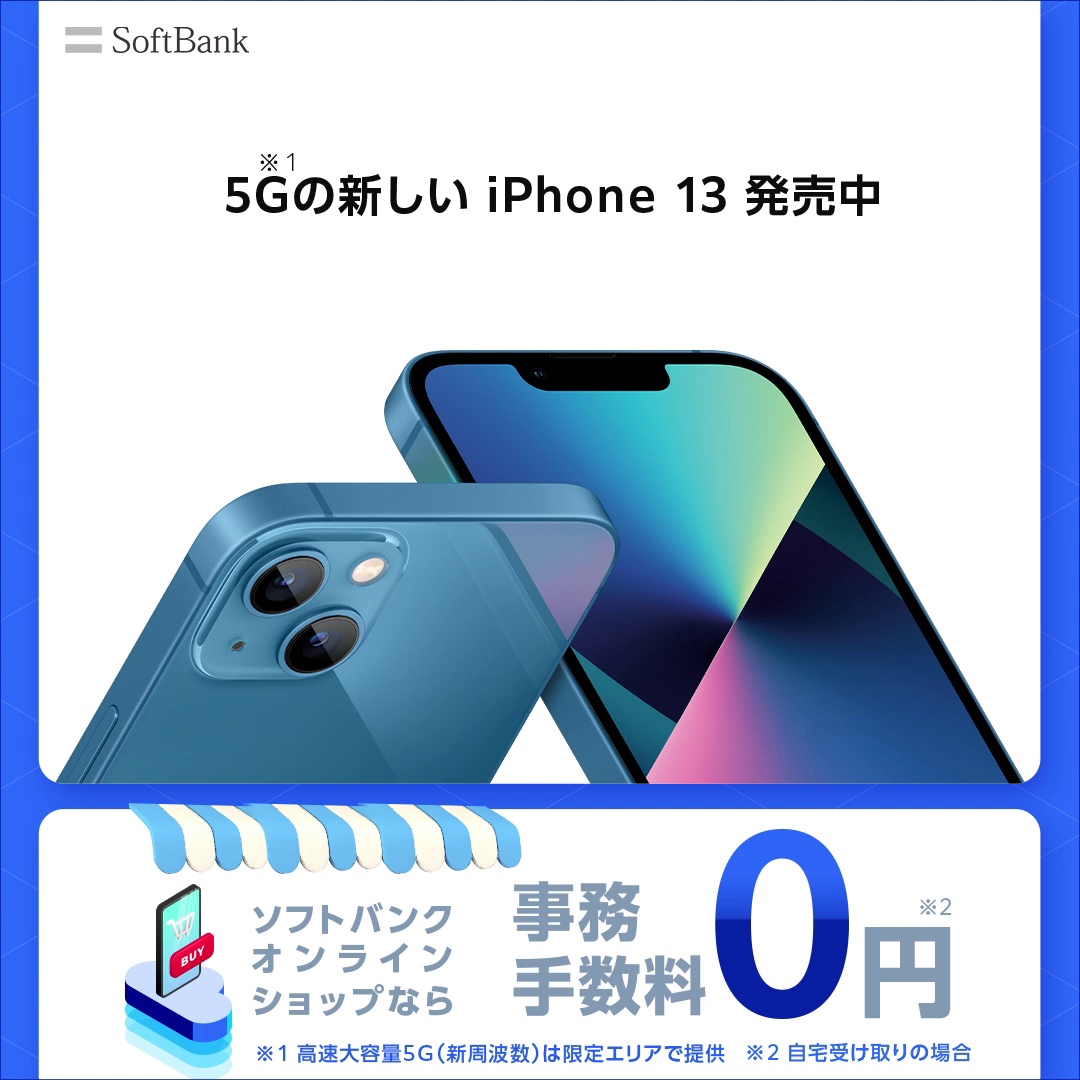 SoftBank
※1
5Gの新しい iPhone 13 発売中
ソフトバンク
オンライン
ショップなら
BUY
事務
手数料
0円
※2
※1 高速大容量5G(新周波数)は限定エリアで提供 ※2 自宅受け取りの場合